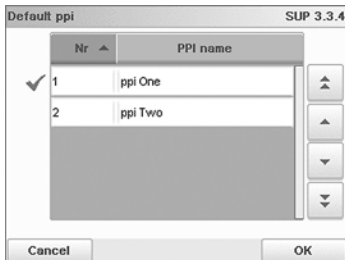 Default ppi SUP 3.3.4
Nr PPI name
1 ppi One
2 ppi Two
Cancel OK